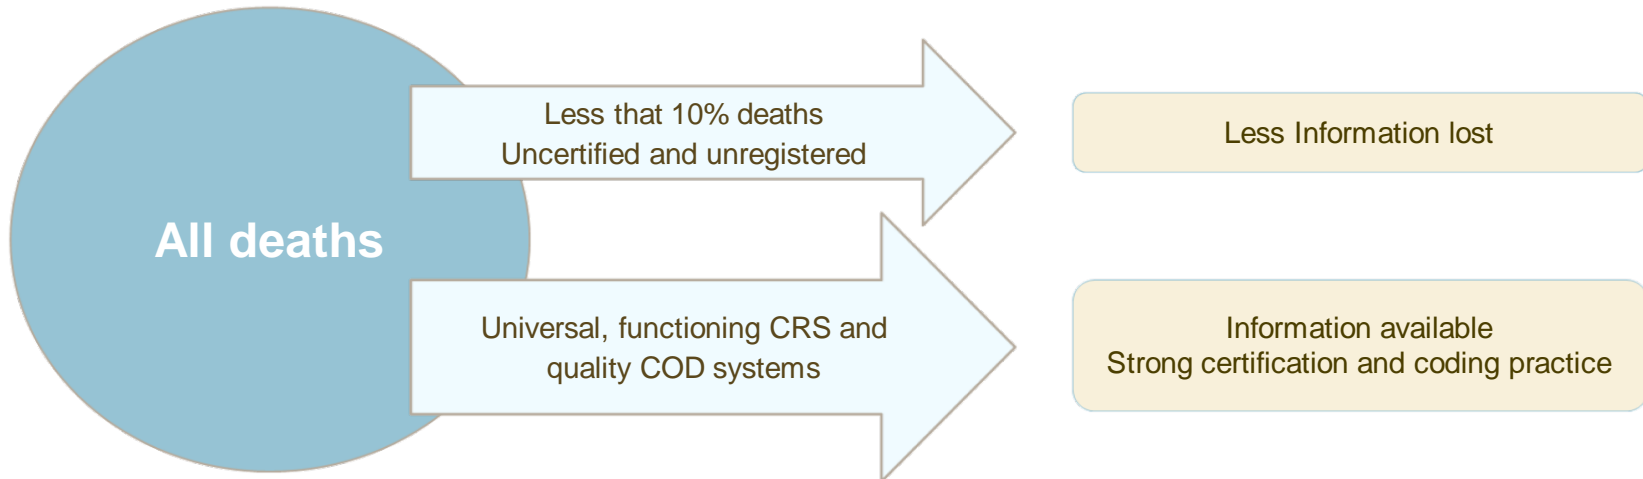 All deaths
Less that 10% deaths
Uncertified and unregistered
Less Information lost
Universal, functioning CRS and
quality COD systems
Information available
Strong certification and coding practice